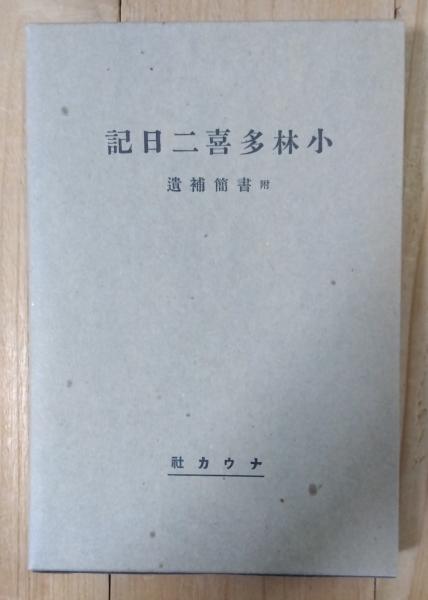 小林多喜二日記
附 書簡補遺
ナウカ社